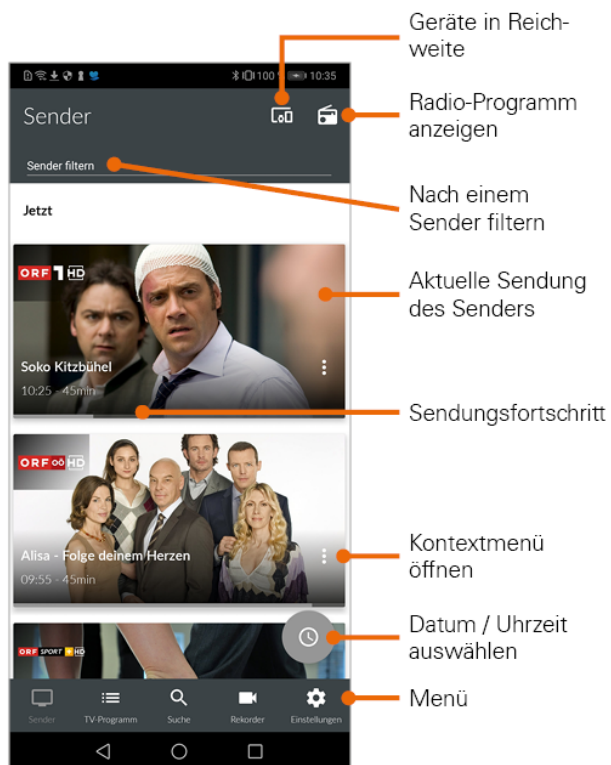 Geräte in Reich-
weite
100
10:35
Sender
Radio-Programm
anzeigen
Sender filtern
Nach einem
Sender filtern
Jetzt
ORF 1 HD
Aktuelle Sendung
des Senders
Soko Kitzbühel
10:25 - 45min
Sendungsfortschritt
ORF OÖ HD
Alisa - Folge deinem Herzen
09:55 - 45min
Kontextmenü
öffnen
ORF SPORT + HD
Datum / Uhrzeit
auswählen
Sender
TV-Programm
Suche
Rekorder
Einstellungen
Menü